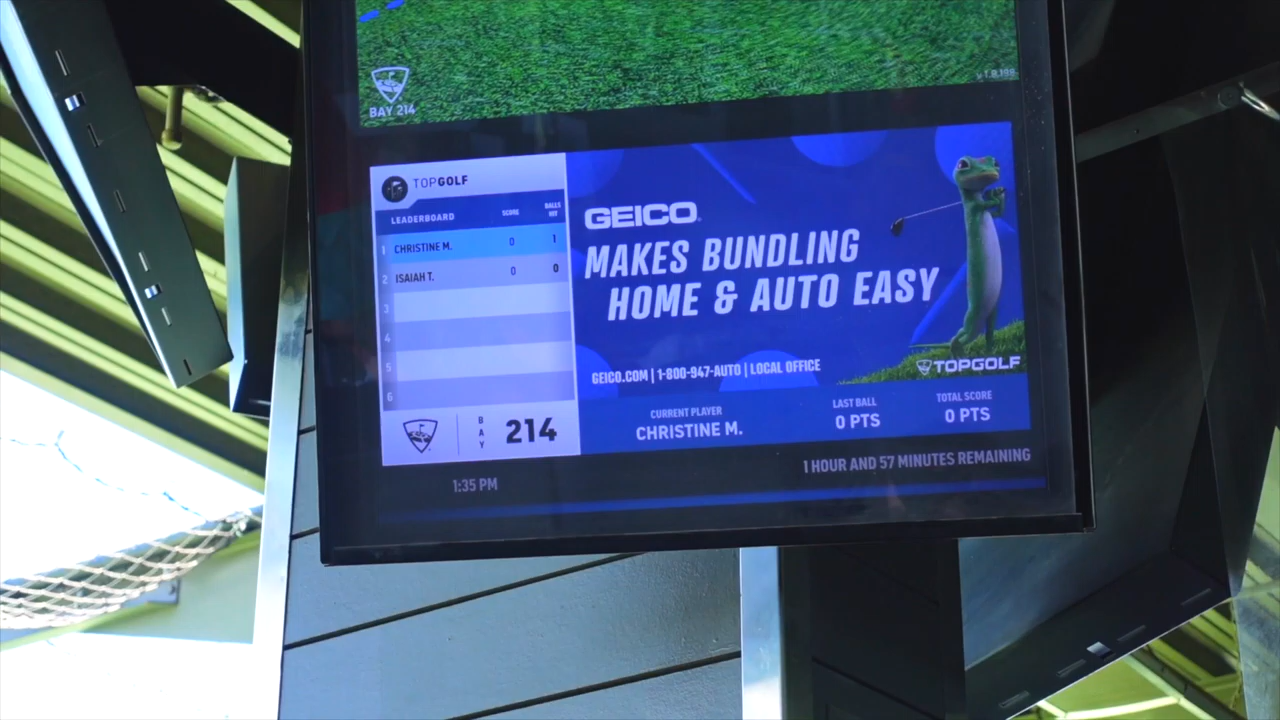 BAY 214
TOPGOLF
LEADERBOARD SCORE BALLS HIT
1 CHRISTINE M. 0 1
2 ISAIAH T. 0 0
3
4
5
6
BAY 214
GEICO
MAKES BUNDLING
HOME & AUTO EASY
GEICO.COM | 1-800-947-AUTO | LOCAL OFFICE
TOPGOLF
CURRENT PLAYER
CHRISTINE M.
LAST BALL
0 PTS
TOTAL SCORE
0 PTS
1:35 PM
1 HOUR AND 57 MINUTES REMAINING